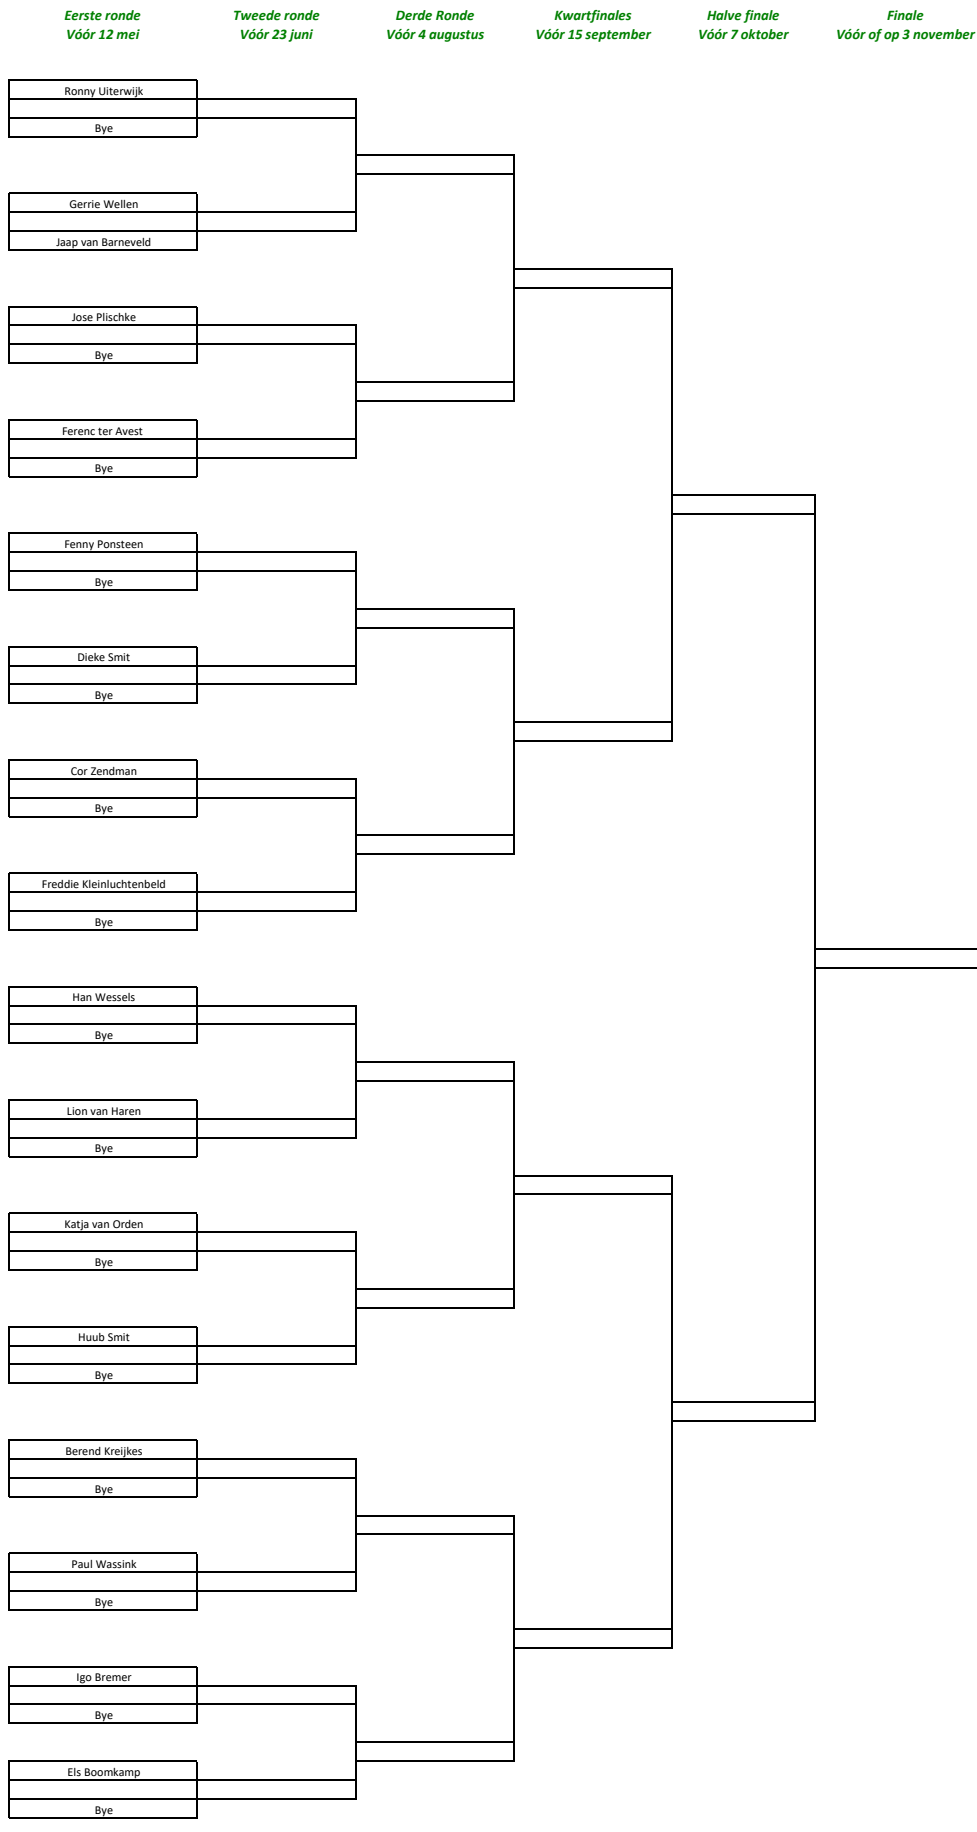 Eerste ronde Tweede ronde Derde Ronde Kwartfinales Halve finale Finale
Vóór 12 mei Vóór 23 juni Vóór 4 augustus Vóór 15 september Vóór 7 oktober Vóór of op 3 november
Ronny Uiterwijk
Bye
Gerrie Wellen
Jaap van Barneveld
Jose Plischke
Bye
Ferenc ter Avest
Bye
Fenny Ponsteen
Bye
Dieke Smit
Bye
Cor Zendman
Bye
Freddie Kleinluchtenbeld
Bye
Han Wessels
Bye
Lion van Haren
Bye
Katja van Orden
Bye
Huub Smit
Bye
Berend Kreijkes
Bye
Paul Wassink
Bye
Igo Bremer
Bye
Els Boomkamp
Bye